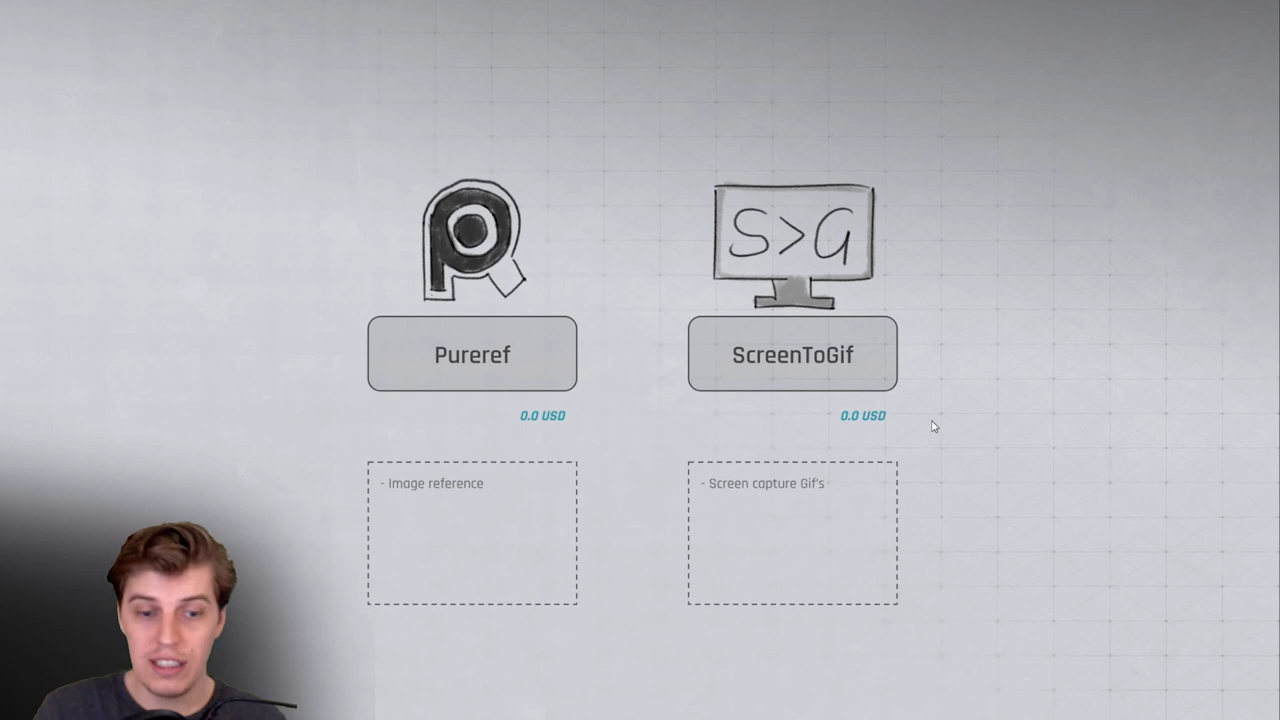 S>G
Pureref
ScreenToGif
0.0 USD
0.0 USD
- Image reference
- Screen capture Gif's